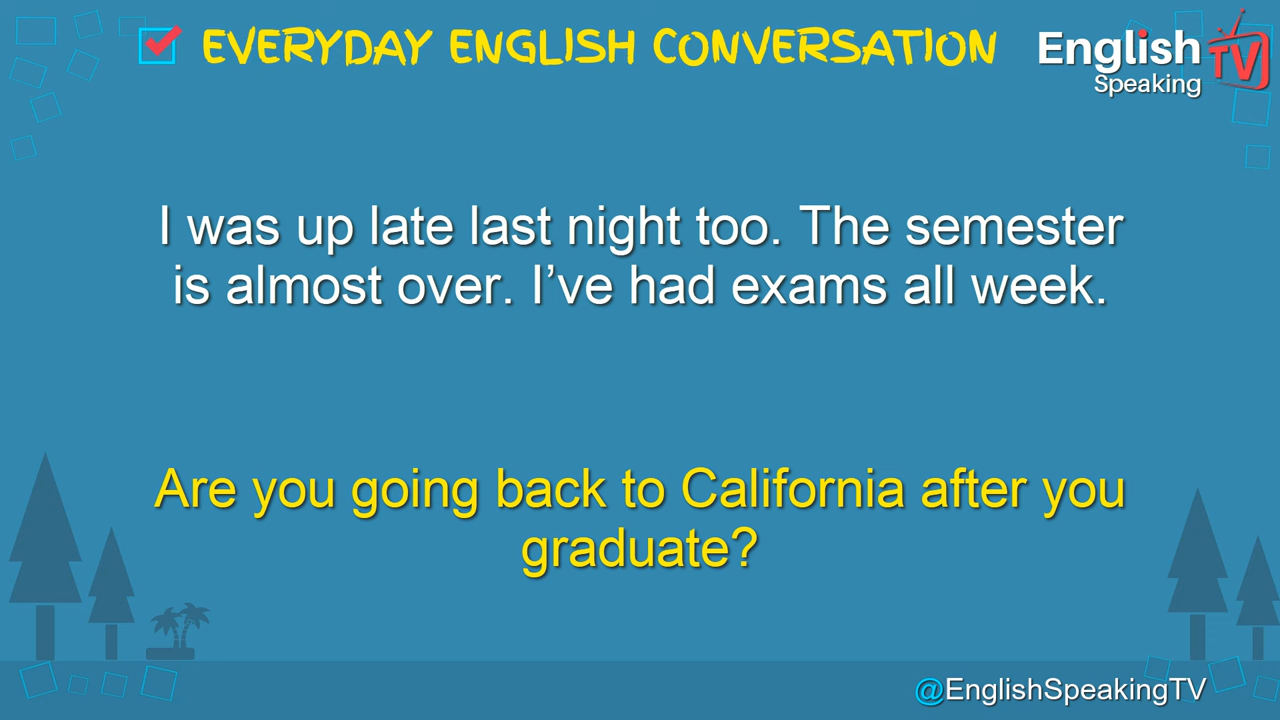 EVERYDAY ENGLISH CONVERSATION
English TV
Speaking
I was up late last night too. The semester
is almost over. I’ve had exams all week.
Are you going back to California after you
graduate?
@EnglishSpeakingTV